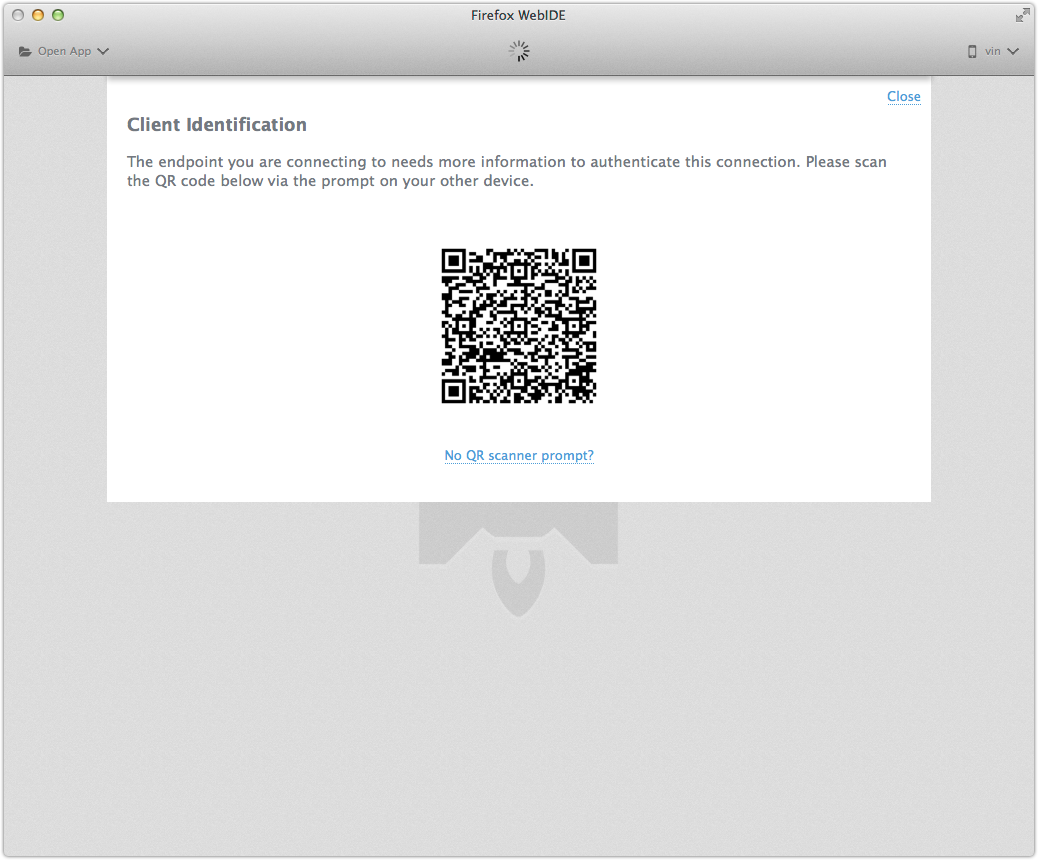 Firefox WebIDE
Open App
vin
Close
Client Identification
The endpoint you are connecting to needs more information to authenticate this connection. Please scan
the QR code below via the prompt on your other device.
No QR scanner prompt?